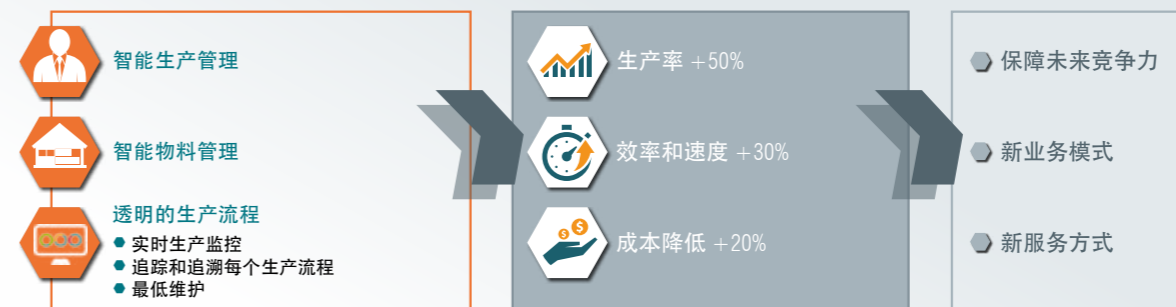 智能生产管理
智能物料管理
透明的生产流程
实时生产监控
追踪和追溯每个生产流程
最低维护
生产率 +50%
效率和速度 +30%
成本降低 +20%
保障未来竞争力
新业务模式
新服务方式